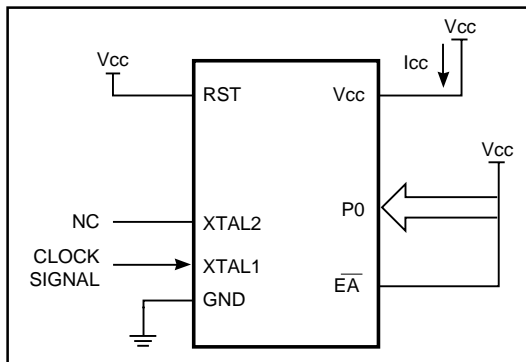 Vcc
Icc
Vcc
RST
Vcc
Vcc
P0
NC
XTAL2
CLOCK
SIGNAL
XTAL1
GND
EA